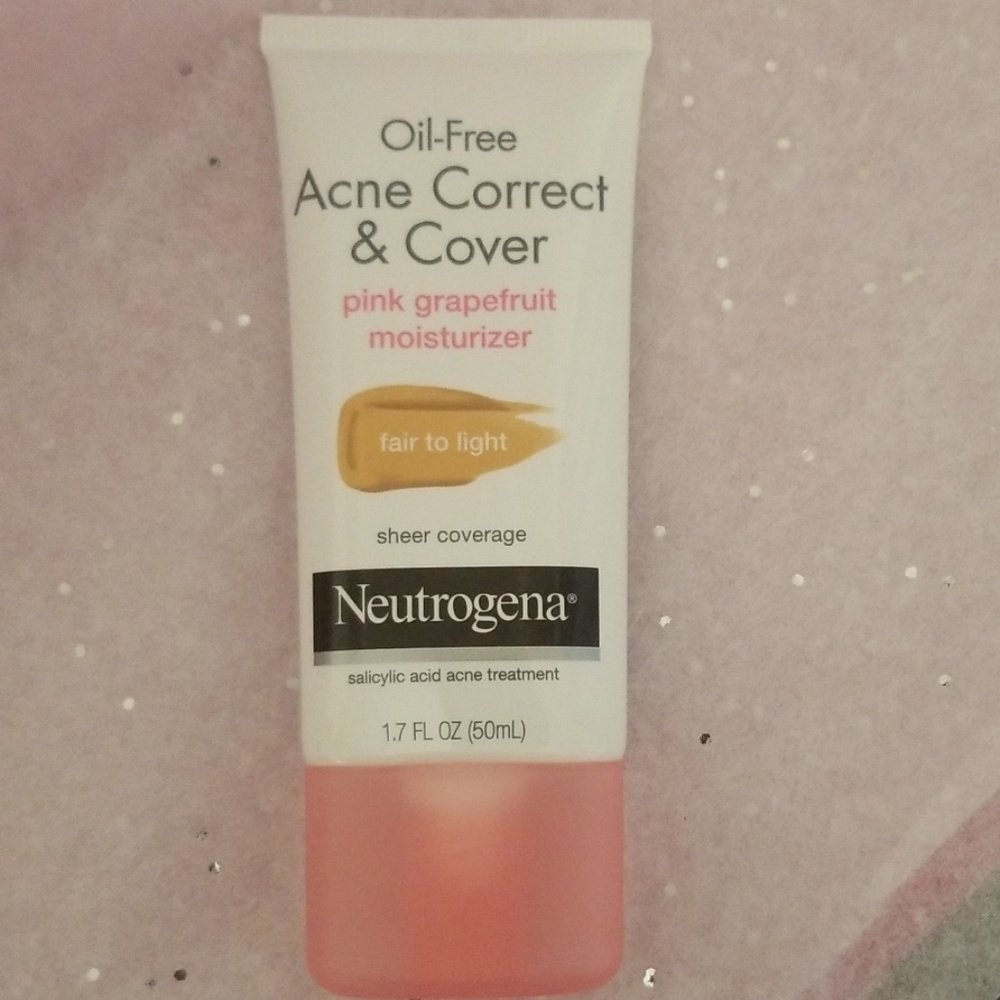 Oil-Free
Acne Correct
& Cover
pink grapefruit
moisturizer
fair to light
sheer coverage
Neutrogena®
salicylic acid acne treatment
1.7 FL OZ (50mL)